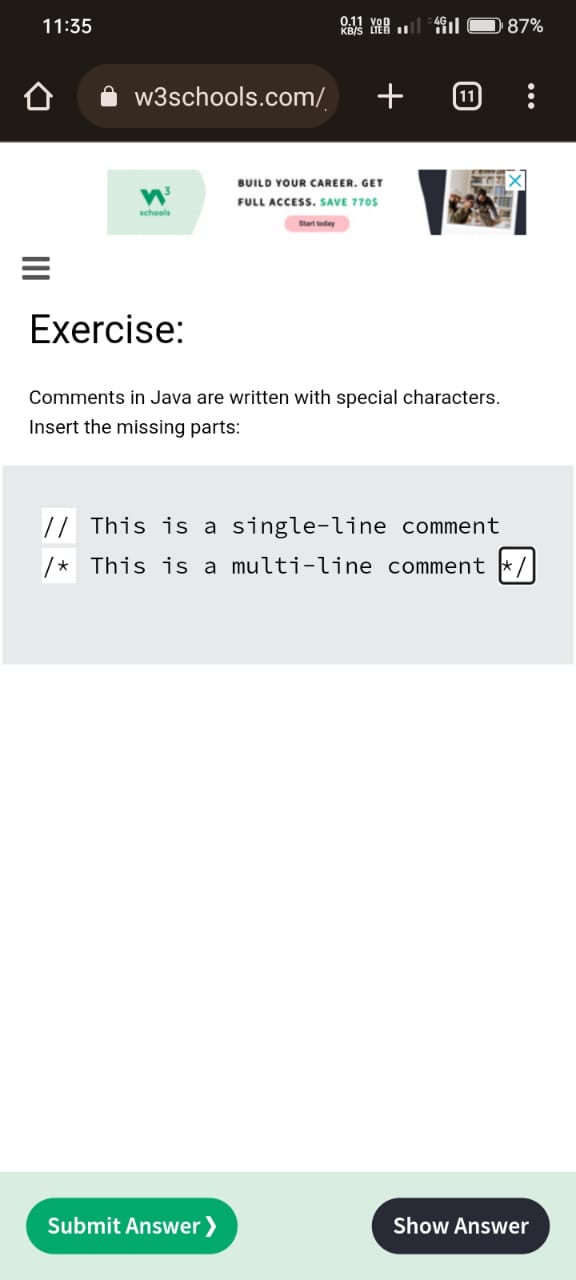 11:35
0.11 KB/S VoD LTE 4G 87%
w3schools.com/
11
w3 schools
BUILD YOUR CAREER. GET
FULL ACCESS. SAVE 770$
Start today
Exercise:
Comments in Java are written with special characters.
Insert the missing parts:
// This is a single-line comment
/* This is a multi-line comment */
Submit Answer ❯
Show Answer